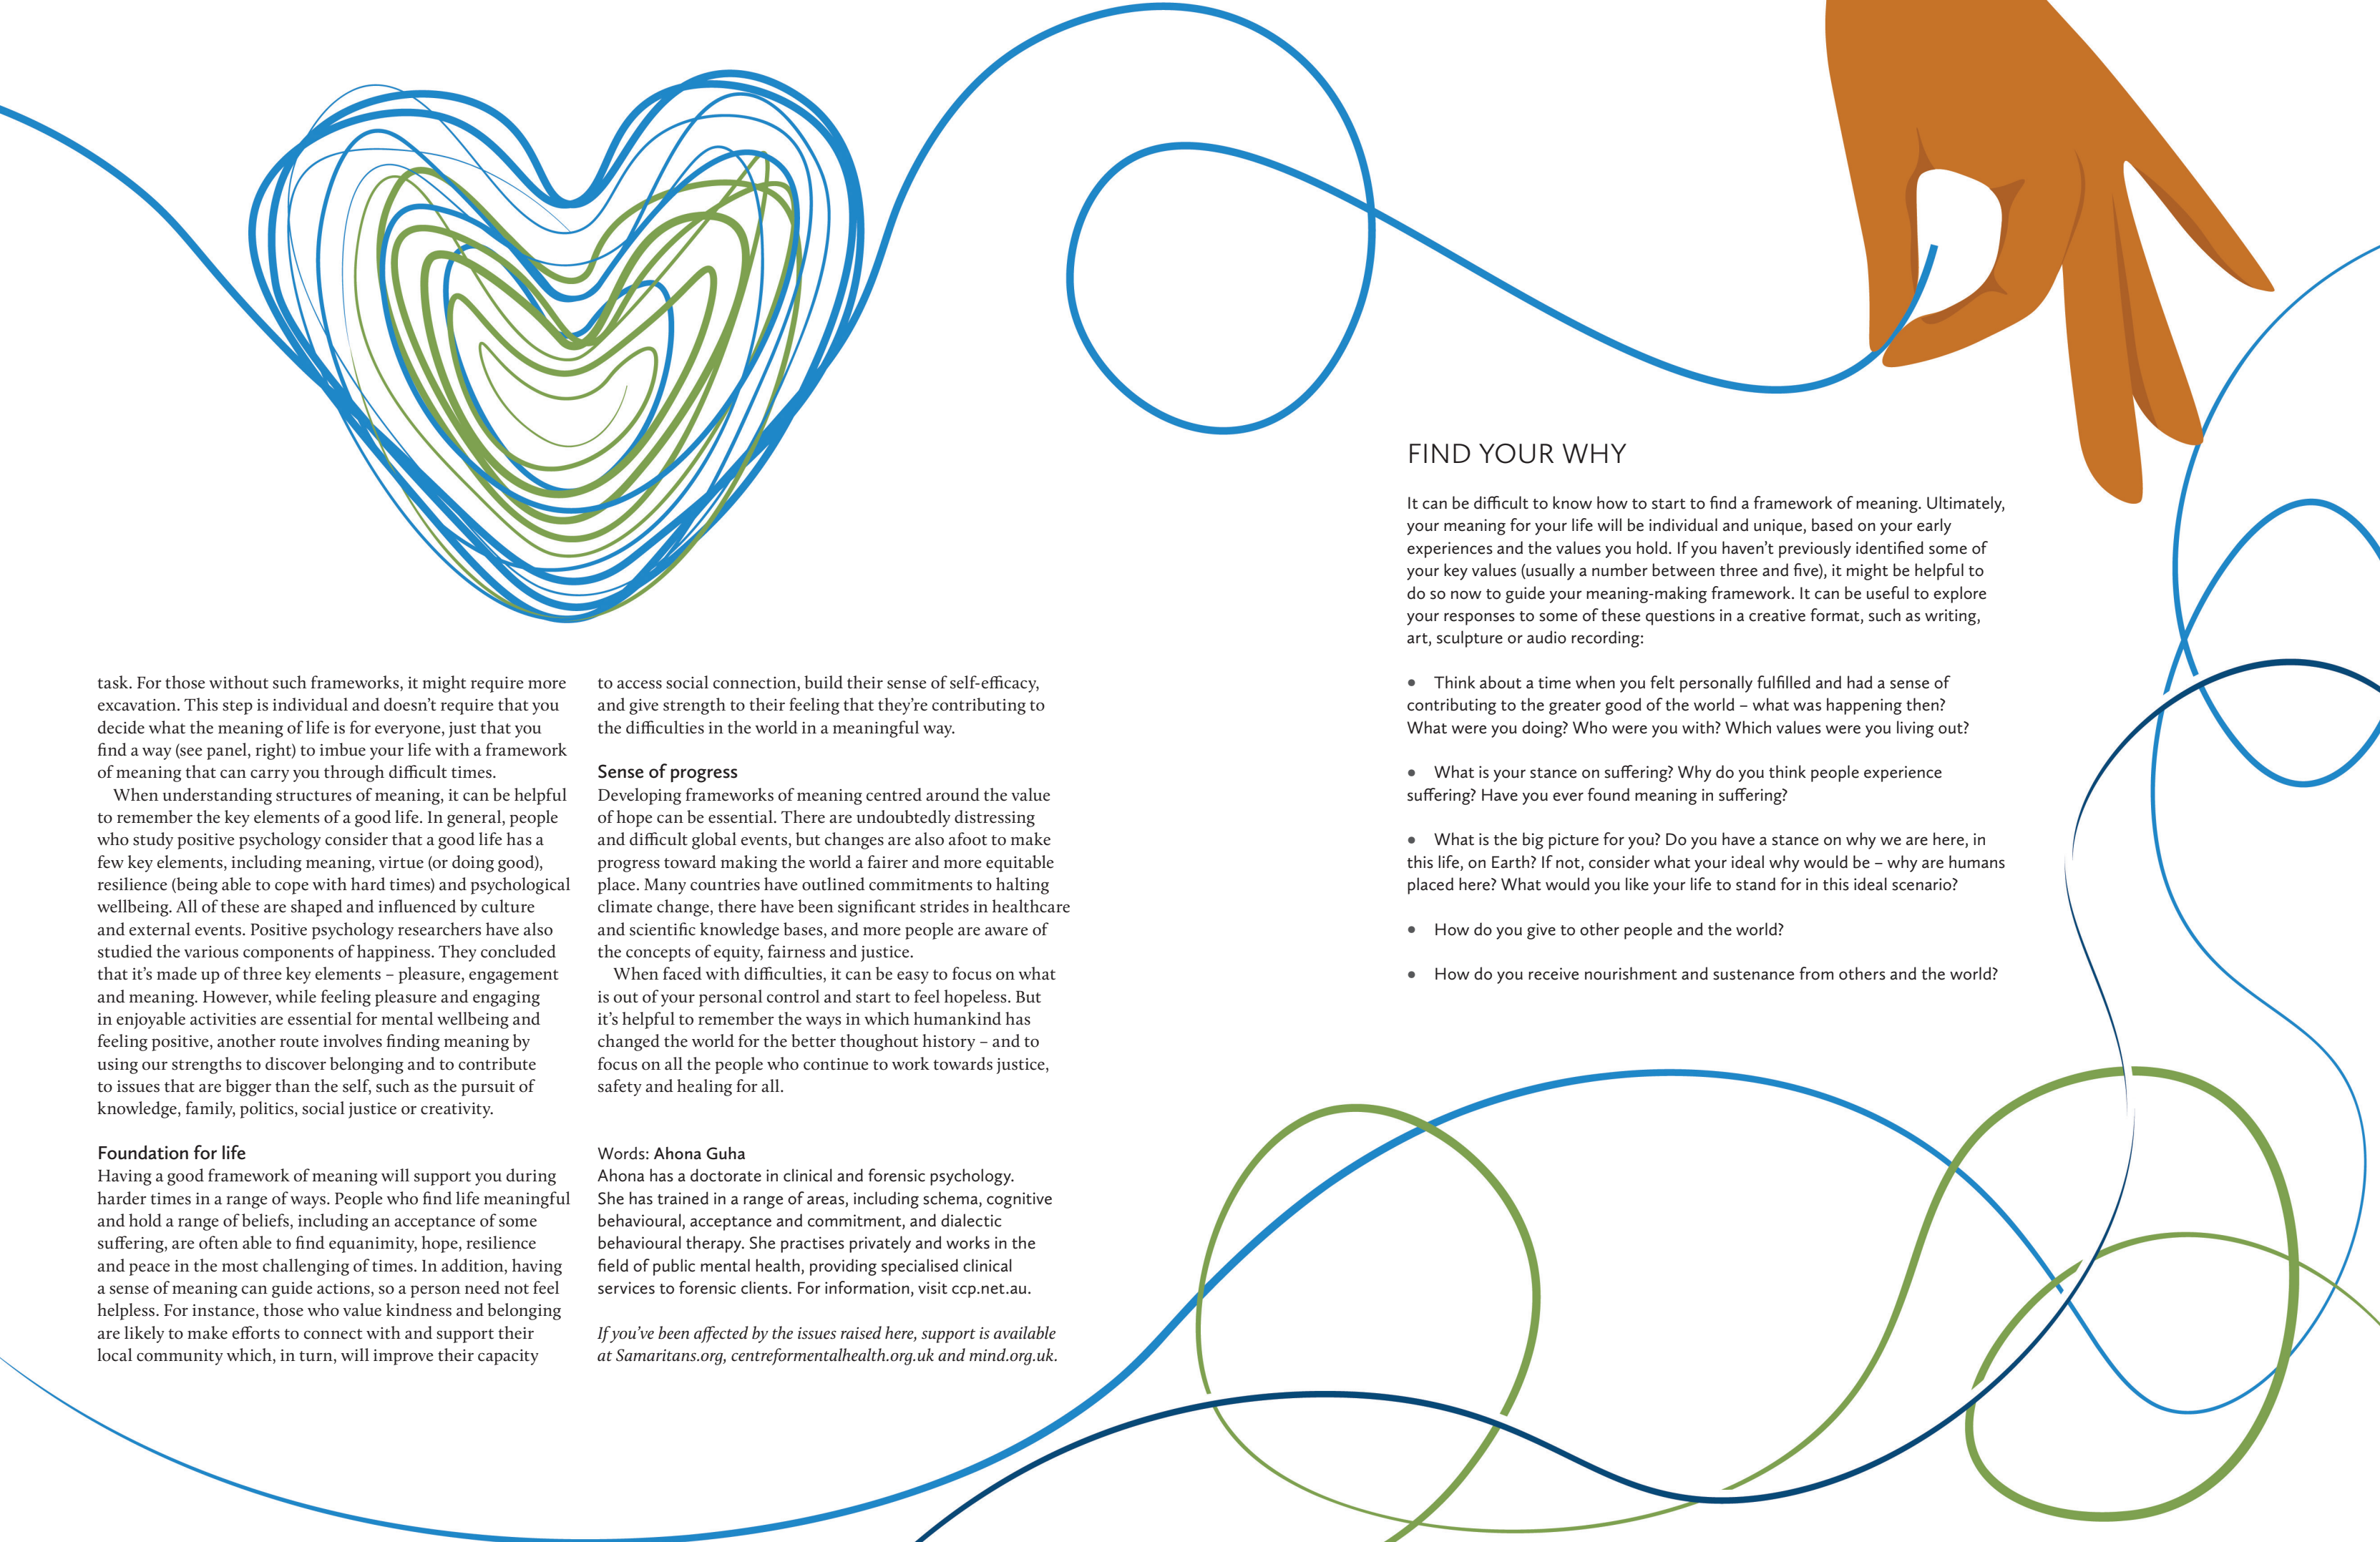 task. For those without such frameworks, it might require more
excavation. This step is individual and doesn't require that you
decide what the meaning of life is for everyone, just that you
find a way (see panel, right) to imbue your life with a framework
of meaning that can carry you through difficult times.
When understanding structures of meaning, it can be helpful
to remember the key elements of a good life. In general, people
who study positive psychology consider that a good life has a
few key elements, including meaning, virtue (or doing good),
resilience (being able to cope with hard times) and psychological
wellbeing. All of these are shaped and influenced by culture
and external events. Positive psychology researchers have also
studied the various components of happiness. They concluded
that it's made up of three key elements – pleasure, engagement
and meaning. However, while feeling pleasure and engaging
in enjoyable activities are essential for mental wellbeing and
feeling positive, another route involves finding meaning by
using our strengths to discover belonging and to contribute
to issues that are bigger than the self, such as the pursuit of
knowledge, family, politics, social justice or creativity.
Foundation for life
Having a good framework of meaning will support you during
harder times in a range of ways. People who find life meaningful
and hold a range of beliefs, including an acceptance of some
suffering, are often able to find equanimity, hope, resilience
and peace in the most challenging of times. In addition, having
a sense of meaning can guide actions, so a person need not feel
helpless. For instance, those who value kindness and belonging
are likely to make efforts to connect with and support their
local community which, in turn, will improve their capacity
to access social connection, build their sense of self-efficacy,
and give strength to their feeling that they're contributing to
the difficulties in the world in a meaningful way.
Sense of progress
Developing frameworks of meaning centred around the value
of hope can be essential. There are undoubtedly distressing
and difficult global events, but changes are also afoot to make
progress toward making the world a fairer and more equitable
place. Many countries have outlined commitments to halting
climate change, there have been significant strides in healthcare
and scientific knowledge bases, and more people are aware of
the concepts of equity, fairness and justice.
When faced with difficulties, it can be easy to focus on what
is out of your personal control and start to feel hopeless. But
it's helpful to remember the ways in which humankind has
changed the world for the better thoughout history – and to
focus on all the people who continue to work towards justice,
safety and healing for all.
Words: Ahona Guha
Ahona has a doctorate in clinical and forensic psychology.
She has trained in a range of areas, including schema, cognitive
behavioural, acceptance and commitment, and dialectic
behavioural therapy. She practises privately and works in the
field of public mental health, providing specialised clinical
services to forensic clients. For information, visit ccp.net.au.
If you've been affected by the issues raised here, support is available
at Samaritans.org, centreformentalhealth.org.uk and mind.org.uk.
FIND YOUR WHY
It can be difficult to know how to start to find a framework of meaning. Ultimately,
your meaning for your life will be individual and unique, based on your early
experiences and the values you hold. If you haven't previously identified some of
your key values (usually a number between three and five), it might be helpful to
do so now to guide your meaning-making framework. It can be useful to explore
your responses to some of these questions in a creative format, such as writing,
art, sculpture or audio recording:
• Think about a time when you felt personally fulfilled and had a sense of
contributing to the greater good of the world – what was happening then?
What were you doing? Who were you with? Which values were you living out?
• What is your stance on suffering? Why do you think people experience
suffering? Have you ever found meaning in suffering?
• What is the big picture for you? Do you have a stance on why we are here, in
this life, on Earth? If not, consider what your ideal why would be – why are humans
placed here? What would you like your life to stand for in this ideal scenario?
• How do you give to other people and the world?
• How do you receive nourishment and sustenance from others and the world?